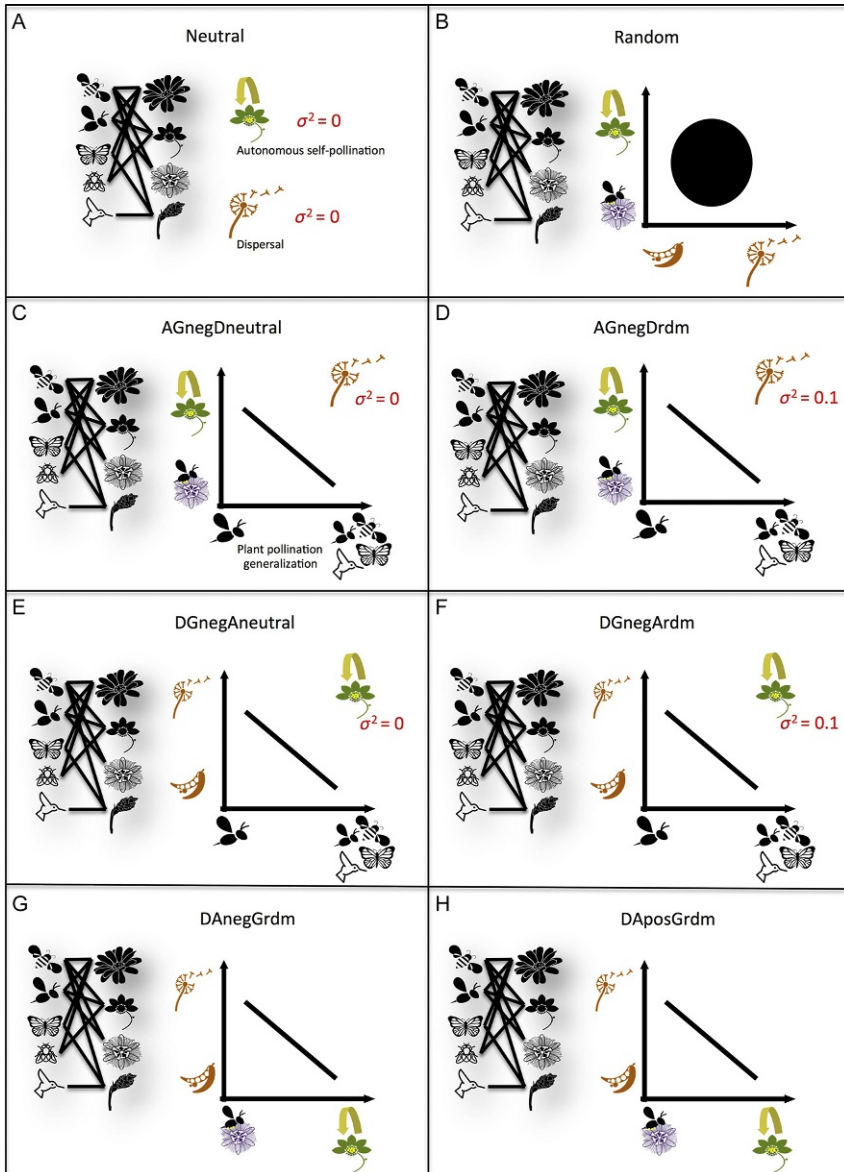 A
Neutral
σ² = 0
Autonomous self-pollination
σ² = 0
Dispersal
B
Random
C
AGnegDneutral
σ² = 0
Plant pollination
generalization
D
AGnegDrdm
σ² = 0.1
E
DGnegAneutral
σ² = 0
F
DGnegArdm
σ² = 0.1
G
DAnegGrdm
H
DAposGrdm